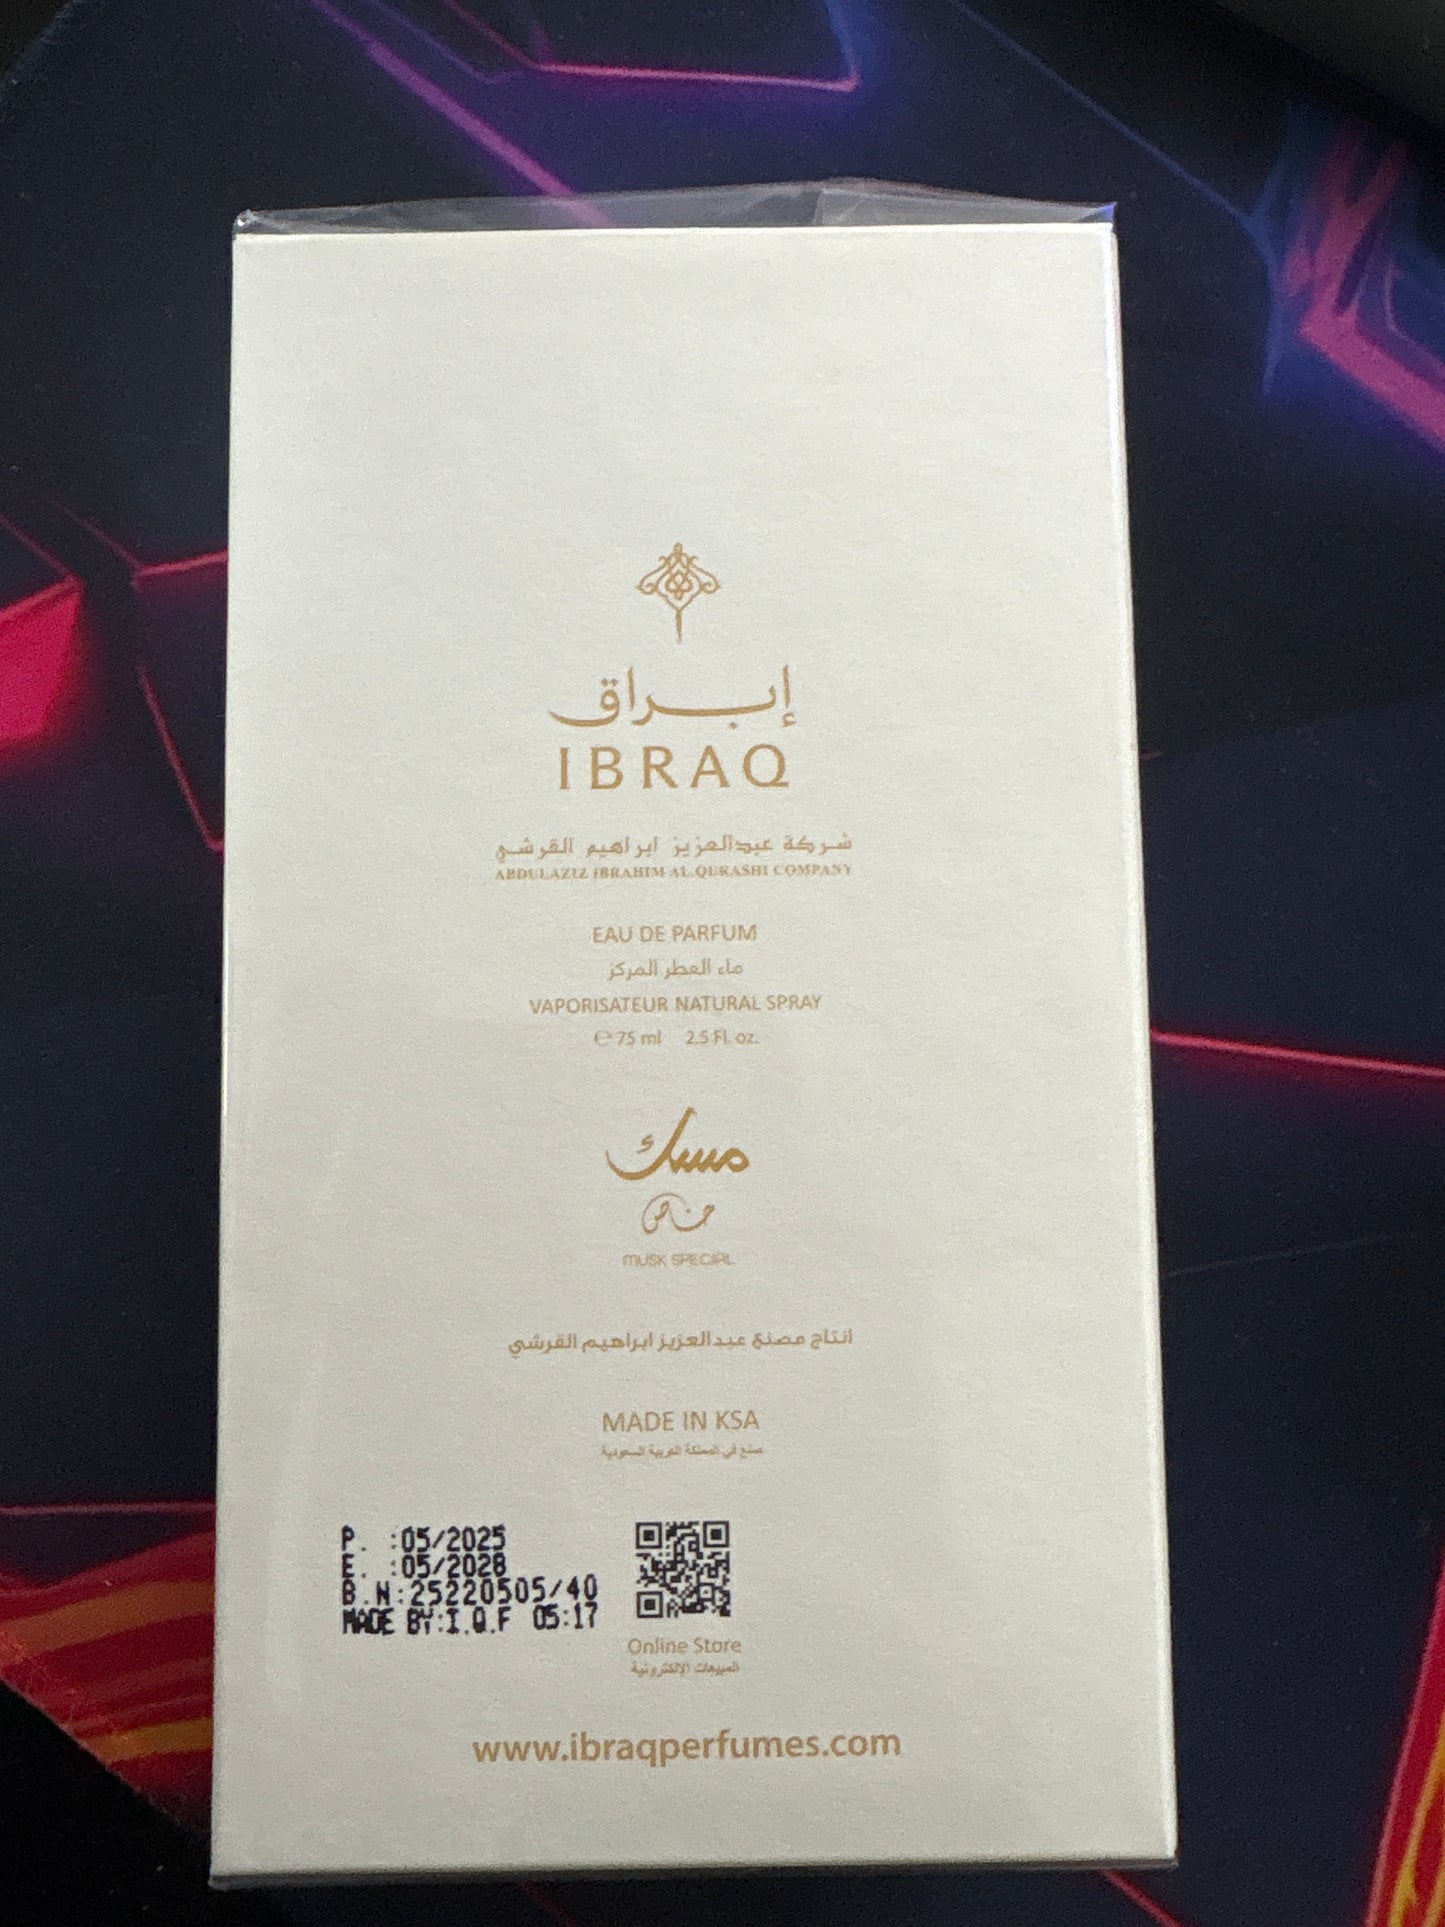 إبراق
IBRAQ
شركة عبدالعزيز ابراهيم القرشي
ABDULAZIZ IBRAHIM AL QURASHI COMPANY
EAU DE PARFUM
ماء العطر المركز
VAPORISATEUR NATURAL SPRAY
℮ 75 ml 2.5 Fl. oz.
مسك
خاص
MUSK SPECIAL
انتاج مصنع عبدالعزيز ابراهيم القرشي
MADE IN KSA
صنع في المملكة العربية السعودية
P. :05/2025
E. :05/2028
B.N:25220505/40
MADE BY:I.Q.F 05:17
Online Store
المبيعات الإلكترونية
www.ibraqperfumes.com